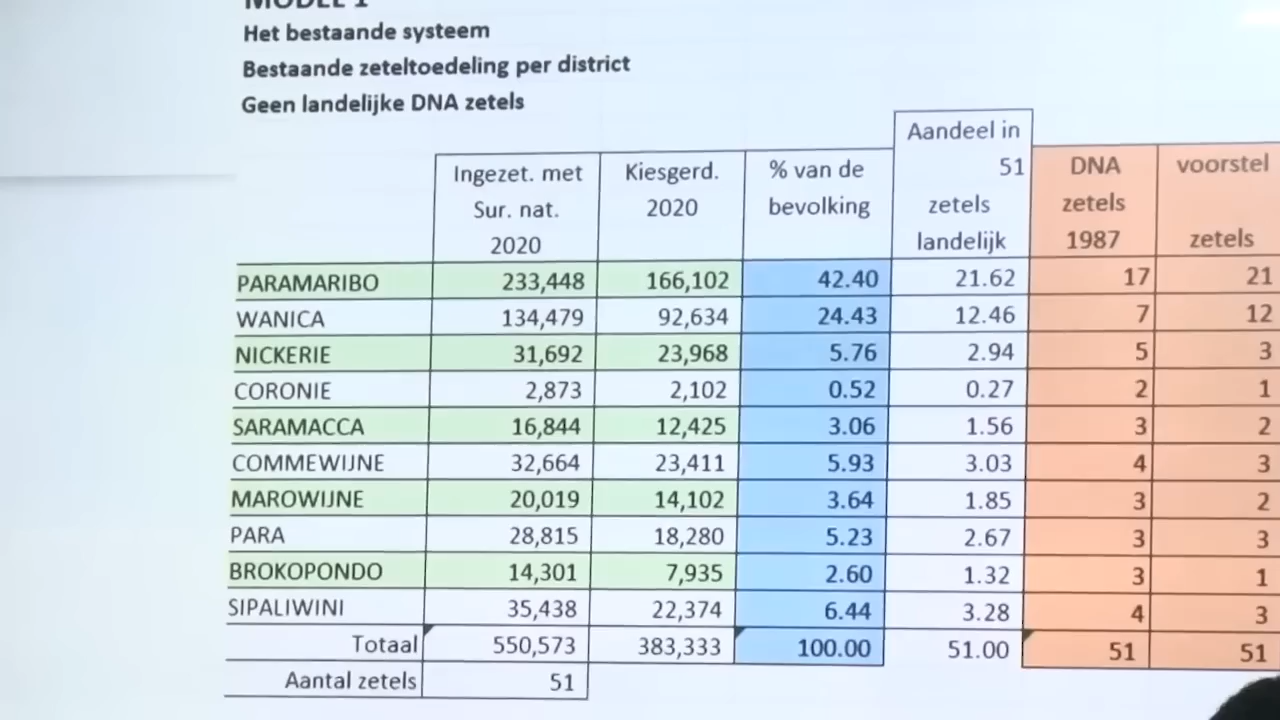 MODEL 1
Het bestaande systeem
Bestaande zeteltoedeling per district
Geen landelijke DNA zetels
Ingezet. met Sur. nat. 2020 Kiesgerd. 2020 % van de bevolking Aandeel in 51 zetels landelijk DNA zetels 1987 voorstel zetels
PARAMARIBO 233,448 166,102 42.40 21.62 17 21
WANICA 134,479 92,634 24.43 12.46 7 12
NICKERIE 31,692 23,968 5.76 2.94 5 3
CORONIE 2,873 2,102 0.52 0.27 2 1
SARAMACCA 16,844 12,425 3.06 1.56 3 2
COMMEWIJNE 32,664 23,411 5.93 3.03 4 3
MAROWIJNE 20,019 14,102 3.64 1.85 3 2
PARA 28,815 18,280 5.23 2.67 3 3
BROKOPONDO 14,301 7,935 2.60 1.32 3 1
SIPALIWINI 35,438 22,374 6.44 3.28 4 3
Totaal 550,573 383,333 100.00 51.00 51 51
Aantal zetels 51